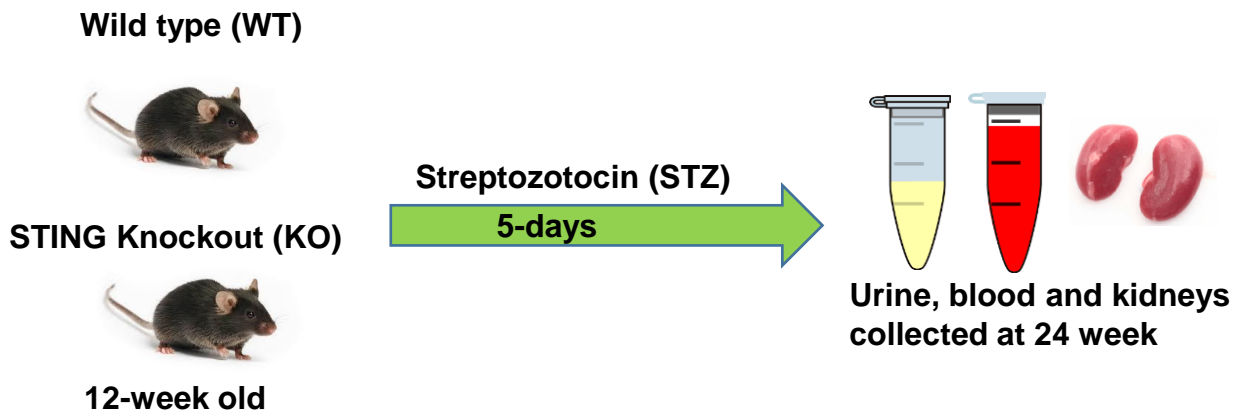 Wild type (WT)
Streptozotocin (STZ)
5-days
STING Knockout (KO)
12-week old
Urine, blood and kidneys
collected at 24 week